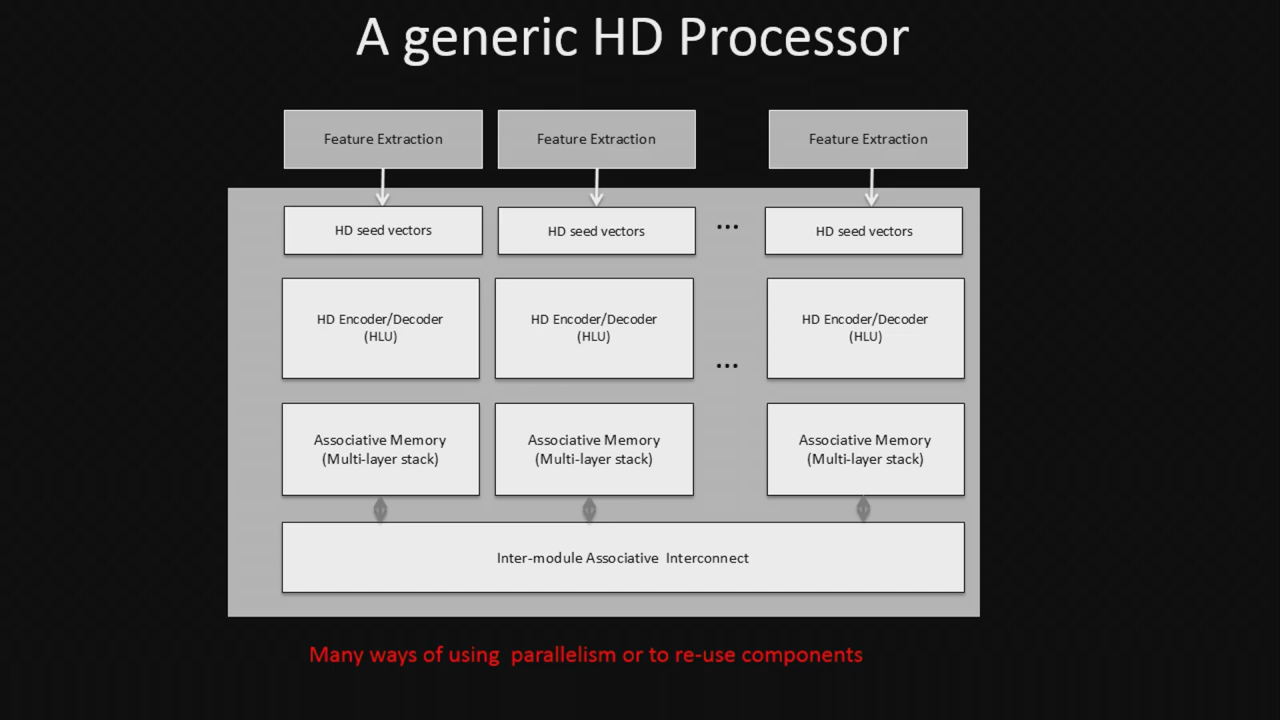 A generic HD Processor
Feature Extraction
Feature Extraction
Feature Extraction
HD seed vectors
HD seed vectors
...
HD seed vectors
HD Encoder/Decoder
(HLU)
HD Encoder/Decoder
(HLU)
...
HD Encoder/Decoder
(HLU)
Associative Memory
(Multi-layer stack)
Associative Memory
(Multi-layer stack)
Associative Memory
(Multi-layer stack)
Inter-module Associative Interconnect
Many ways of using parallelism or to re-use components